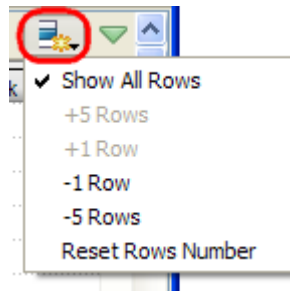 k
Show All Rows
+5 Rows
+1 Row
-1 Row
-5 Rows
Reset Rows Number